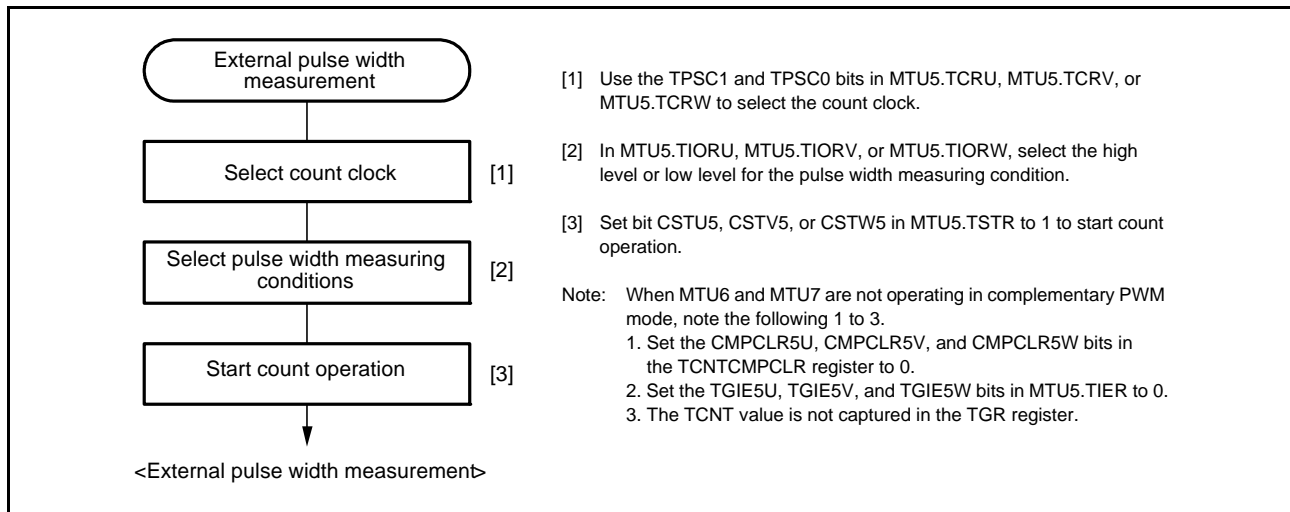 External pulse width
measurement
Select count clock
[1]
Select pulse width measuring
conditions
[2]
Start count operation
[3]
<External pulse width measurement>
[1] Use the TPSC1 and TPSC0 bits in MTU5.TCRU, MTU5.TCRV, or
MTU5.TCRW to select the count clock.
[2] In MTU5.TIORU, MTU5.TIORV, or MTU5.TIORW, select the high
level or low level for the pulse width measuring condition.
[3] Set bit CSTU5, CSTV5, or CSTW5 in MTU5.TSTR to 1 to start count
operation.
Note: When MTU6 and MTU7 are not operating in complementary PWM
mode, note the following 1 to 3.
1. Set the CMPCLR5U, CMPCLR5V, and CMPCLR5W bits in
the TCNTCMPCLR register to 0.
2. Set the TGIE5U, TGIE5V, and TGIE5W bits in MTU5.TIER to 0.
3. The TCNT value is not captured in the TGR register.